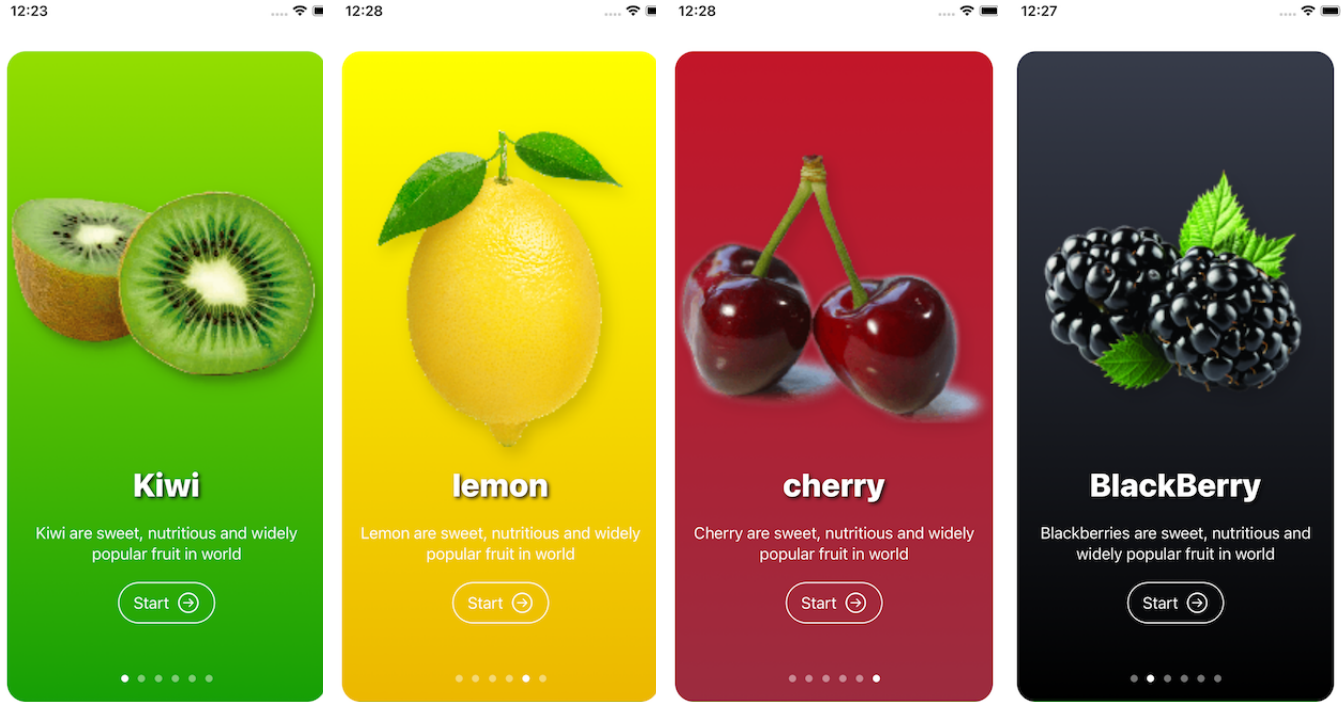 12:23
Kiwi
Kiwi are sweet, nutritious and widely
popular fruit in world
Start
12:28
lemon
Lemon are sweet, nutritious and widely
popular fruit in world
Start
12:28
cherry
Cherry are sweet, nutritious and widely
popular fruit in world
Start
12:27
BlackBerry
Blackberries are sweet, nutritious and
widely popular fruit in world
Start